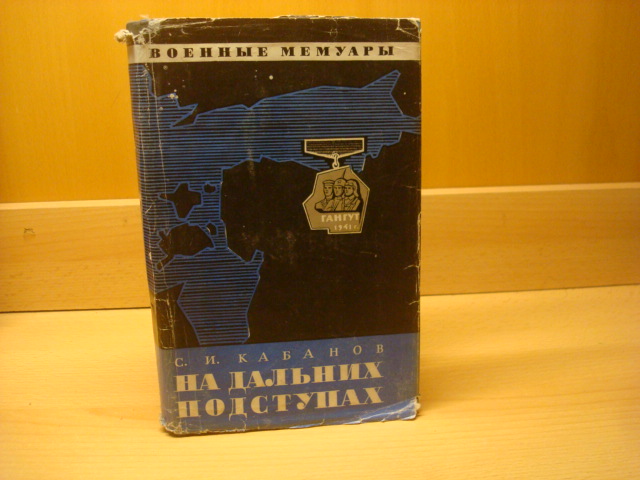 ВОЕННЫЕ МЕМУАРЫ
ГАНГУТ
1941 г.
С. И. КАБАНОВ
НА ДАЛЬНИХ
ПОДСТУПАХ